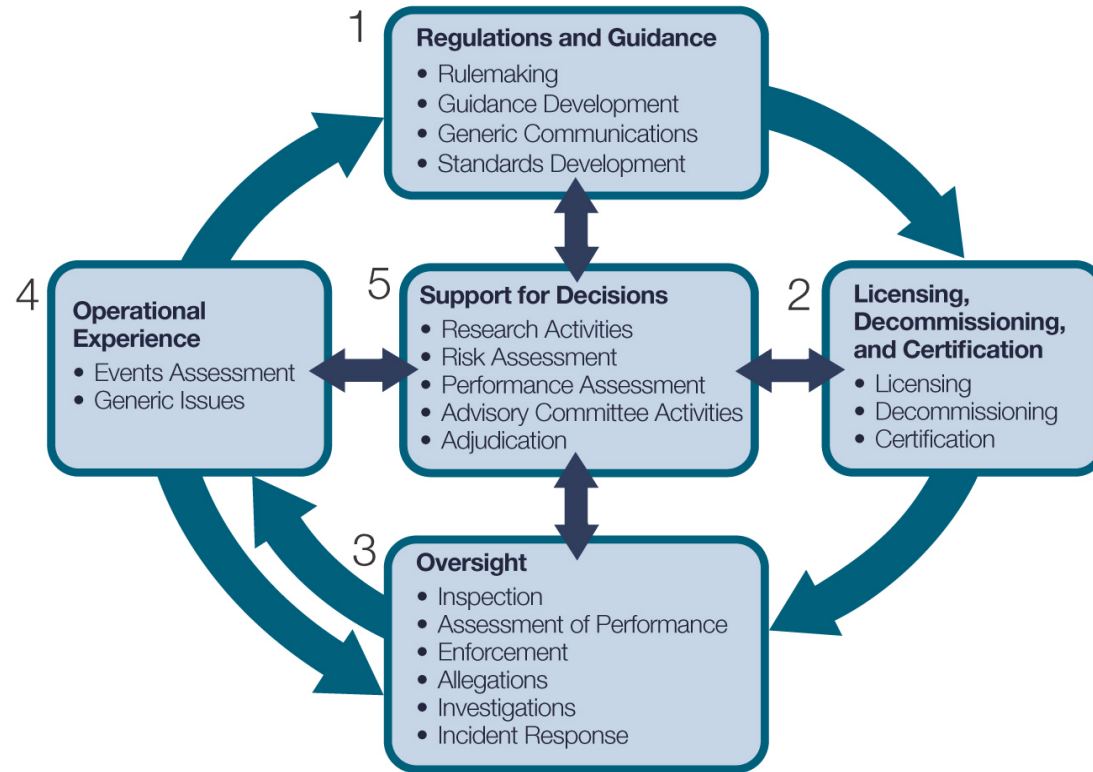 1
Regulations and Guidance
• Rulemaking
• Guidance Development
• Generic Communications
• Standards Development
4
Operational
Experience
• Events Assessment
• Generic Issues
5
Support for Decisions
• Research Activities
• Risk Assessment
• Performance Assessment
• Advisory Committee Activities
• Adjudication
2
Licensing,
Decommissioning,
and Certification
• Licensing
• Decommissioning
• Certification
3
Oversight
• Inspection
• Assessment of Performance
• Enforcement
• Allegations
• Investigations
• Incident Response